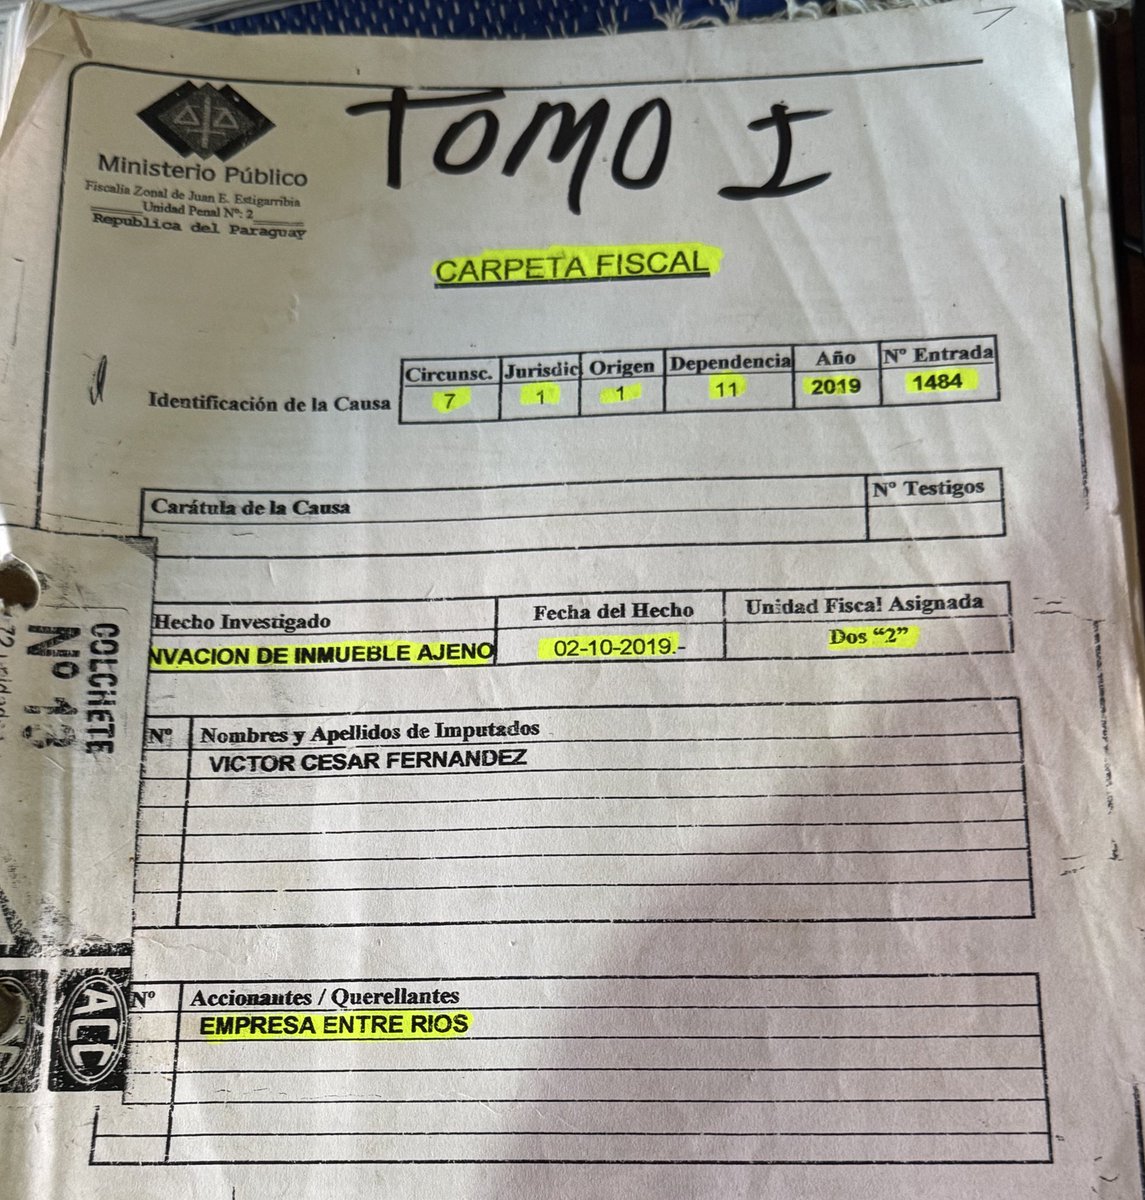 TOMO I
Ministerio Público
Fiscalia Zonal de Juan E. Estigarribia
Unidad Penal Nº: 2
Republica del Paraguay
CARPETA FISCAL
Identificación de la Causa
Circunsc. Jurisdic Origen Dependencia Año Nº Entrada
7 1 1 11 2019 1484
Carátula de la Causa Nº Testigos
Hecho Investigado Fecha del Hecho Unidad Fiscal Asignada
NVACION DE INMUEBLE AJENO 02-10-2019.- Dos “2”
COLCHETE
No 13
Nº Nombres y Apellidos de Imputados
VICTOR CESAR FERNANDEZ
Nº Accionantes / Querellantes
EMPRESA ENTRE RIOS
ACC